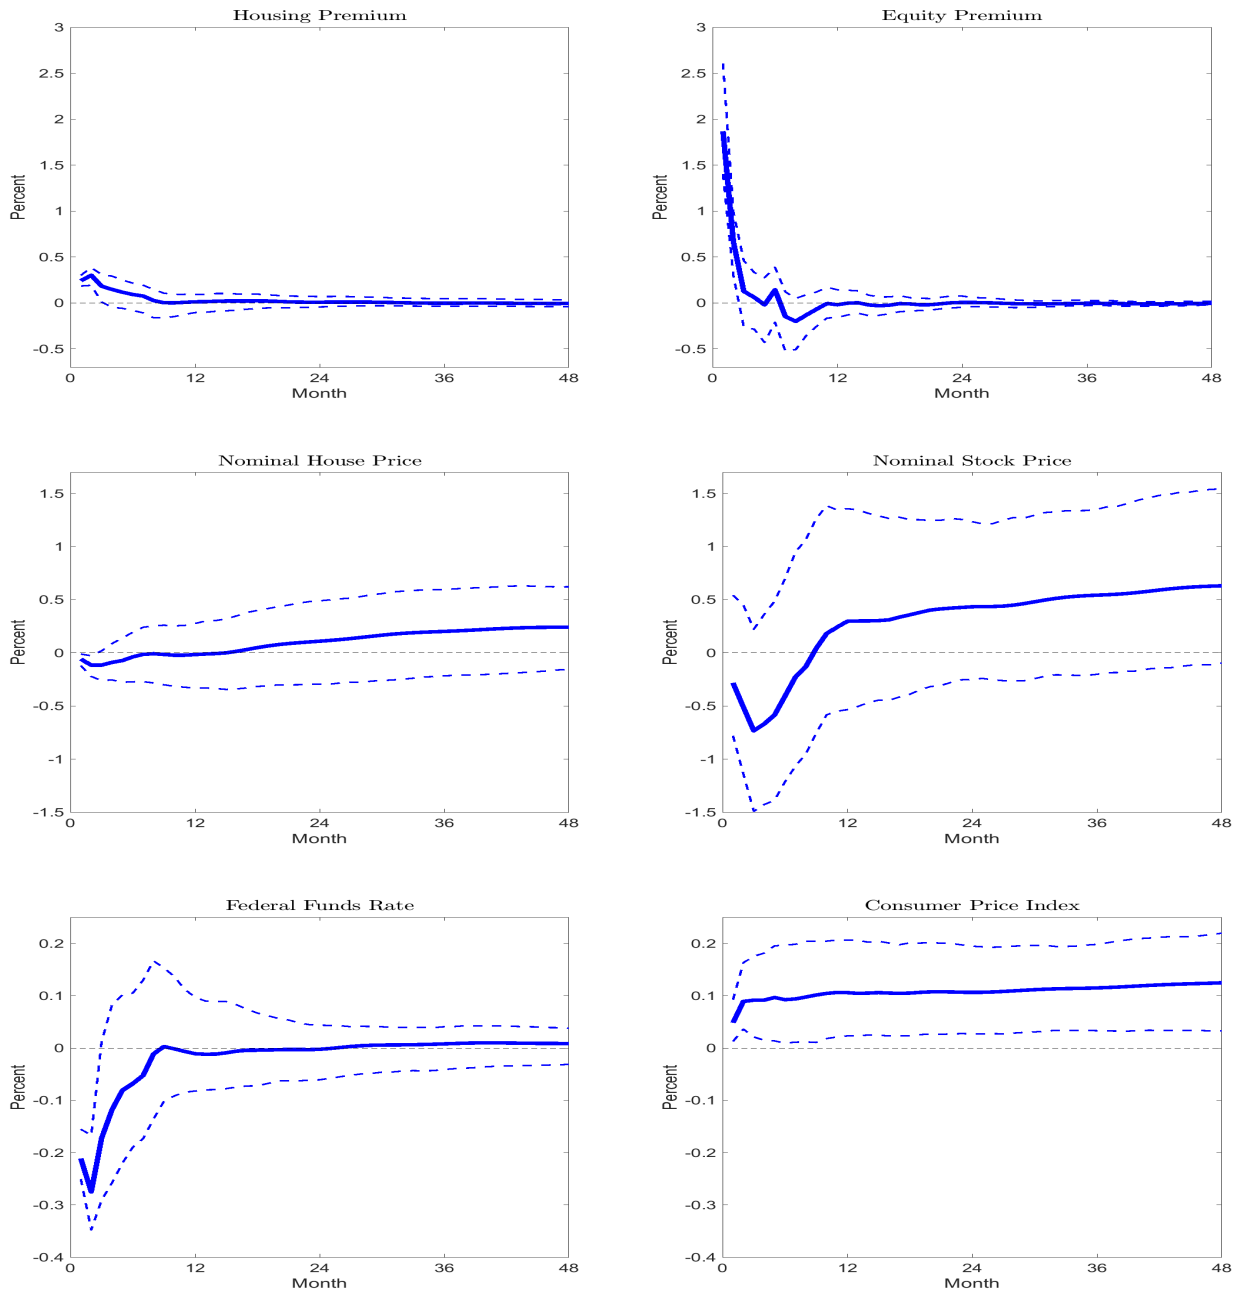 Housing Premium
3
2.5
2
1.5
1
0.5
0
-0.5
Percent
0 12 24 36 48
Month
Equity Premium
3
2.5
2
1.5
1
0.5
0
-0.5
Percent
0 12 24 36 48
Month
Nominal House Price
1.5
1
0.5
0
-0.5
-1
-1.5
Percent
0 12 24 36 48
Month
Nominal Stock Price
1.5
1
0.5
0
-0.5
-1
-1.5
Percent
0 12 24 36 48
Month
Federal Funds Rate
0.2
0.1
0
-0.1
-0.2
-0.3
-0.4
Percent
0 12 24 36 48
Month
Consumer Price Index
0.2
0.1
0
-0.1
-0.2
-0.3
-0.4
Percent
0 12 24 36 48
Month